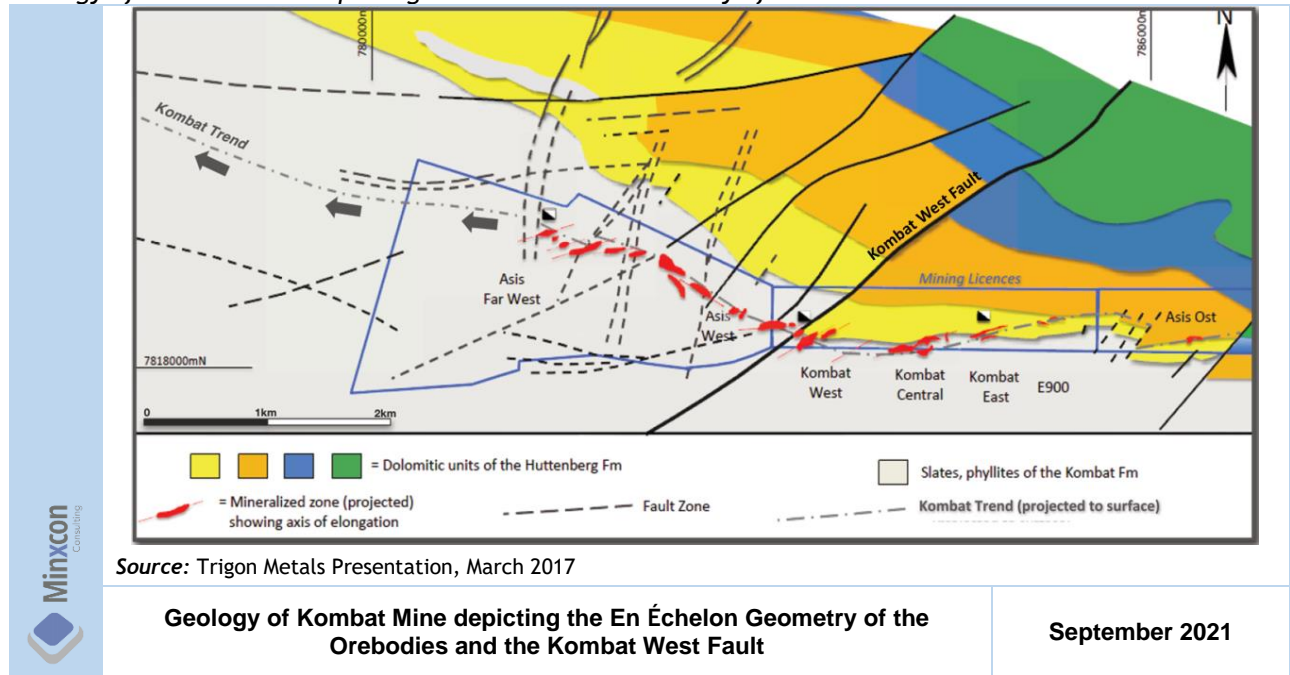 780000m
786000m
N
Kombat Trend
Kombat West Fault
Mining Licences
Asis
Far West
Asis
West
Asis Ost
7818000mN
Kombat
West
Kombat
Central
Kombat
East
E900
0 1km 2km
= Dolomitic units of the Huttenberg Fm
Slates, phyllites of the Kombat Fm
= Mineralized zone (projected)
showing axis of elongation
Fault Zone
Kombat Trend (projected to surface)
Minxcon
Consulting
Source: Trigon Metals Presentation, March 2017
Geology of Kombat Mine depicting the En Échelon Geometry of the
Orebodies and the Kombat West Fault
September 2021